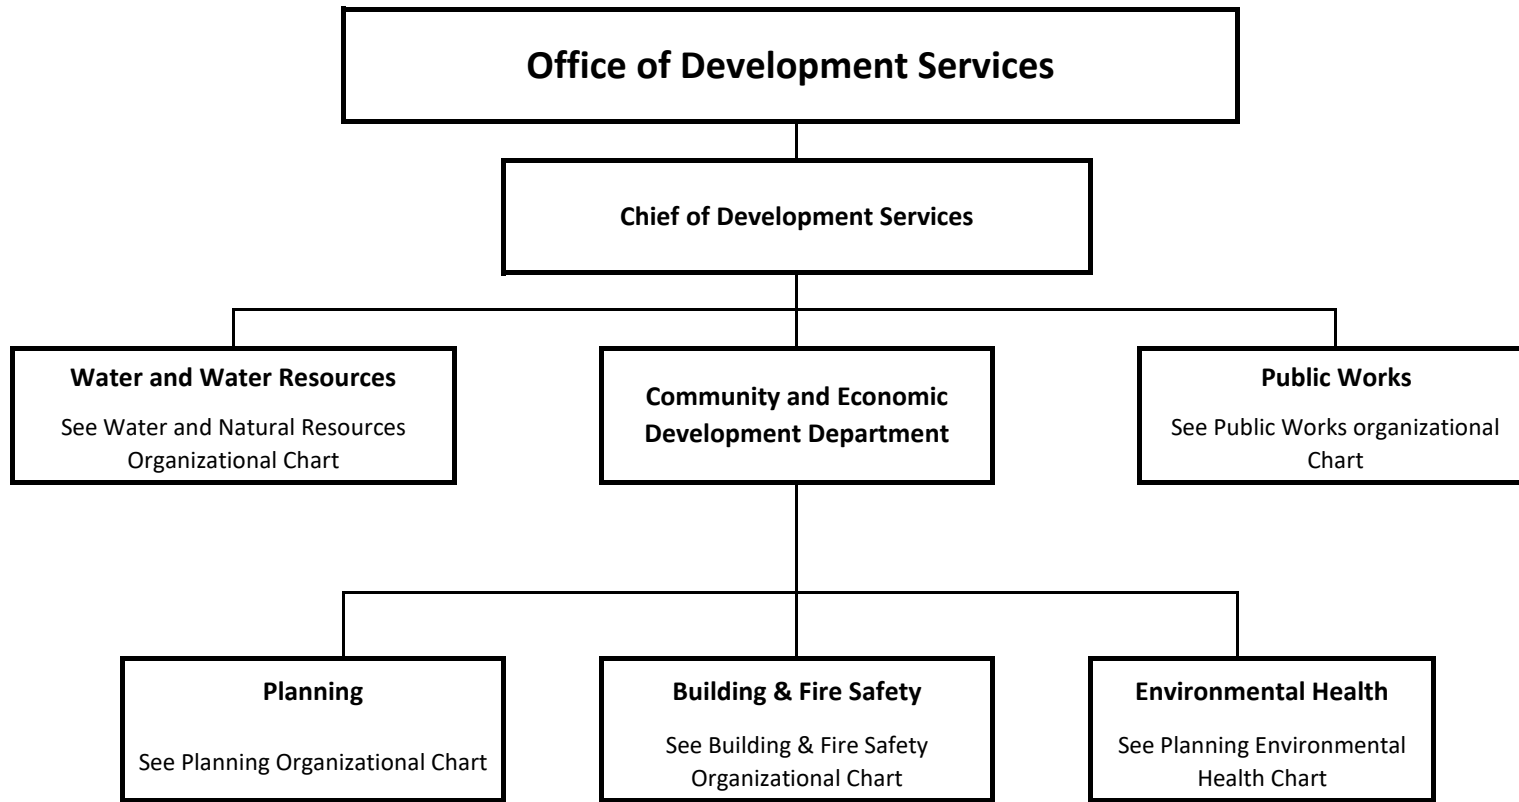 Office of Development Services
Chief of Development Services
Water and Water Resources
See Water and Natural Resources
Organizational Chart
Community and Economic
Development Department
Public Works
See Public Works organizational
Chart
Planning
See Planning Organizational Chart
Building & Fire Safety
See Building & Fire Safety
Organizational Chart
Environmental Health
See Planning Environmental
Health Chart